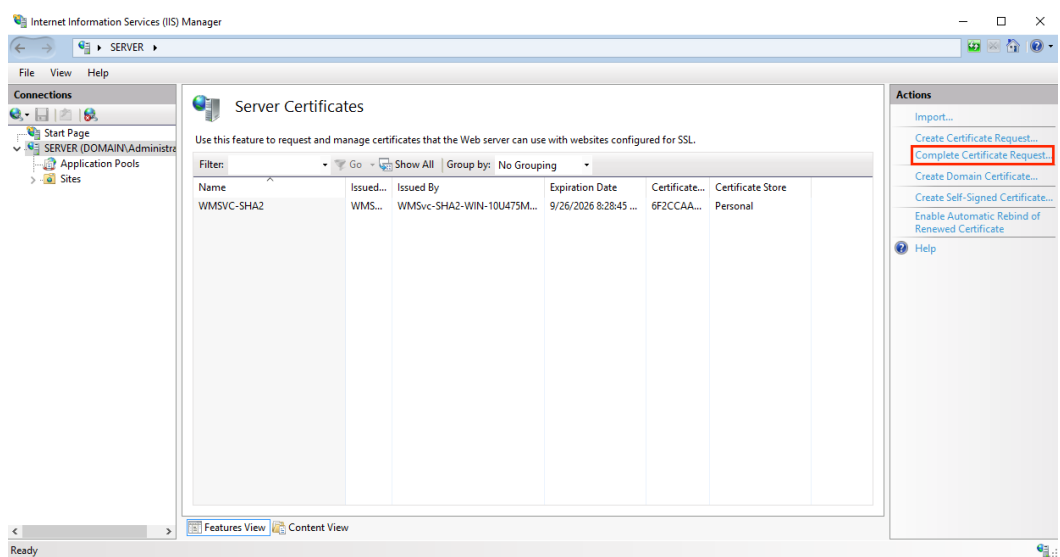 Internet Information Services (IIS) Manager
SERVER
File View Help
Connections
Start Page
SERVER (DOMAIN\Administra
Application Pools
Sites
Server Certificates
Use this feature to request and manage certificates that the Web server can use with websites configured for SSL.
Filter: Go Show All Group by: No Grouping
Name Issued... Issued By Expiration Date Certificate... Certificate Store
WMSVC-SHA2 WMS... WMSvc-SHA2-WIN-10U475M... 9/26/2026 8:28:45 ... 6F2CCAA... Personal
Features View Content View
Actions
Import...
Create Certificate Request...
Complete Certificate Request...
Create Domain Certificate...
Create Self-Signed Certificate...
Enable Automatic Rebind of
Renewed Certificate
Help
Ready